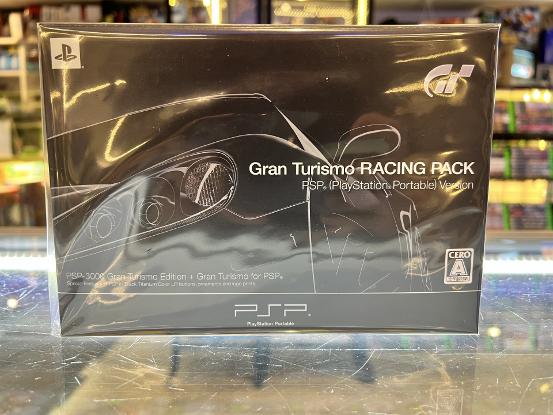 GT
Gran Turismo RACING PACK
PSP® (PlayStation® Portable) Version
PSP-3000 Gran Turismo Edition + Gran Turismo for PSP®
CERO
A
PSP
PlayStation Portable